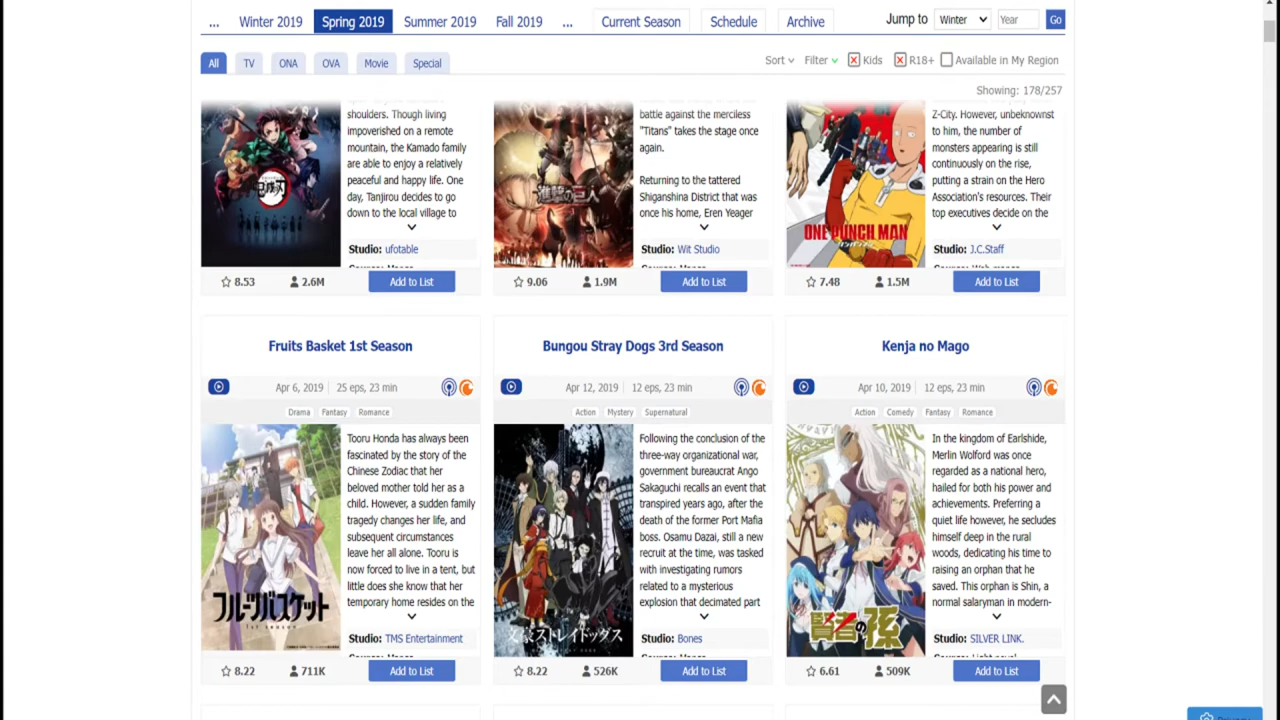 ... Winter 2019 Spring 2019 Summer 2019 Fall 2019 ... Current Season Schedule Archive Jump to Winter Year Go
All TV ONA OVA Movie Special Sort Filter Kids R18+ Available in My Region
Showing: 178/257
shoulders. Though living
impoverished on a remote
mountain, the Kamado family
are able to enjoy a relatively
peaceful and happy life. One
day, Tanjirou decides to go
down to the local village to
Studio: ufotable
8.53 2.6M Add to List
battle against the merciless
"Titans" takes the stage once
again.
Returning to the tattered
Shiganshina District that was
once his home, Eren Yeager
進撃の巨人
Studio: Wit Studio
9.06 1.9M Add to List
Z-City. However, unbeknownst
to him, the number of
monsters appearing is still
continuously on the rise,
putting a strain on the Hero
Association's resources. Their
top executives decide on the
ONE PUNCH MAN
Studio: J.C.Staff
7.48 1.5M Add to List
Fruits Basket 1st Season
Apr 6, 2019 25 eps, 23 min
Drama Fantasy Romance
Tooru Honda has always been
fascinated by the story of the
Chinese Zodiac that her
beloved mother told her as a
child. However, a sudden family
tragedy changes her life, and
subsequent circumstances
leave her all alone. Tooru is
now forced to live in a tent, but
little does she know that her
temporary home resides on the
フルーツバスケット
1st season
Studio: TMS Entertainment
8.22 711K Add to List
Bungou Stray Dogs 3rd Season
Apr 12, 2019 12 eps, 23 min
Action Mystery Supernatural
Following the conclusion of the
three-way organizational war,
government bureaucrat Ango
Sakaguchi recalls an event that
transpired years ago, after the
death of the former Port Mafia
boss. Osamu Dazai, still a new
recruit at the time, was tasked
with investigating rumors
related to a mysterious
explosion that decimated part
文豪ストレイドッグス
Studio: Bones
8.22 526K Add to List
Kenja no Mago
Apr 10, 2019 12 eps, 23 min
Action Comedy Fantasy Romance
In the kingdom of Earlshide,
Merlin Wolford was once
regarded as a national hero,
hailed for both his power and
achievements. Preferring a
quiet life however, he secludes
himself deep in the rural
woods, dedicating his time to
raising an orphan that he
saved. This orphan is Shin, a
normal salaryman in modern-
賢者の孫
Studio: SILVER LINK.
6.61 509K Add to List